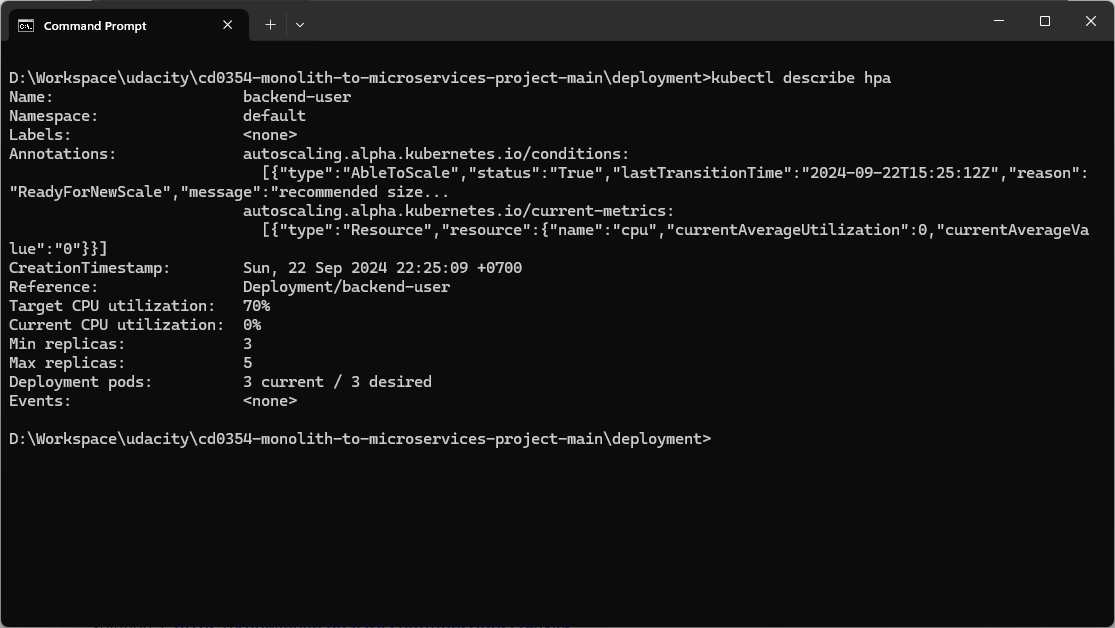 Command Prompt
D:\Workspace\udacity\cd0354-monolith-to-microservices-project-main\deployment>kubectl describe hpa
Name:                     backend-user
Namespace:                default
Labels:                   <none>
Annotations:              autoscaling.alpha.kubernetes.io/conditions:
                            [{"type":"AbleToScale","status":"True","lastTransitionTime":"2024-09-22T15:25:12Z","reason":
"ReadyForNewScale","message":"recommended size...
                          autoscaling.alpha.kubernetes.io/current-metrics:
                            [{"type":"Resource","resource":{"name":"cpu","currentAverageUtilization":0,"currentAverageVa
lue":"0"}}]
CreationTimestamp:        Sun, 22 Sep 2024 22:25:09 +0700
Reference:                Deployment/backend-user
Target CPU utilization:   70%
Current CPU utilization:  0%
Min replicas:             3
Max replicas:             5
Deployment pods:          3 current / 3 desired
Events:                   <none>
D:\Workspace\udacity\cd0354-monolith-to-microservices-project-main\deployment>